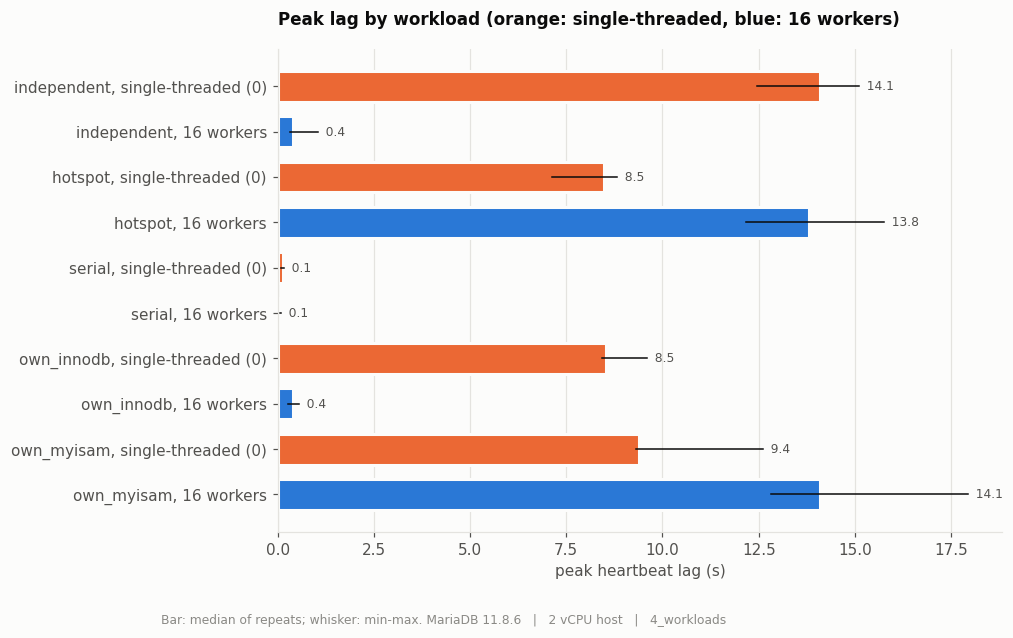 Peak lag by workload (orange: single-threaded, blue: 16 workers)
independent, single-threaded (0) 14.1
independent, 16 workers 0.4
hotspot, single-threaded (0) 8.5
hotspot, 16 workers 13.8
serial, single-threaded (0) 0.1
serial, 16 workers 0.1
own_innodb, single-threaded (0) 8.5
own_innodb, 16 workers 0.4
own_myisam, single-threaded (0) 9.4
own_myisam, 16 workers 14.1
0.0 2.5 5.0 7.5 10.0 12.5 15.0 17.5
peak heartbeat lag (s)
Bar: median of repeats; whisker: min-max. MariaDB 11.8.6 | 2 vCPU host | 4_workloads